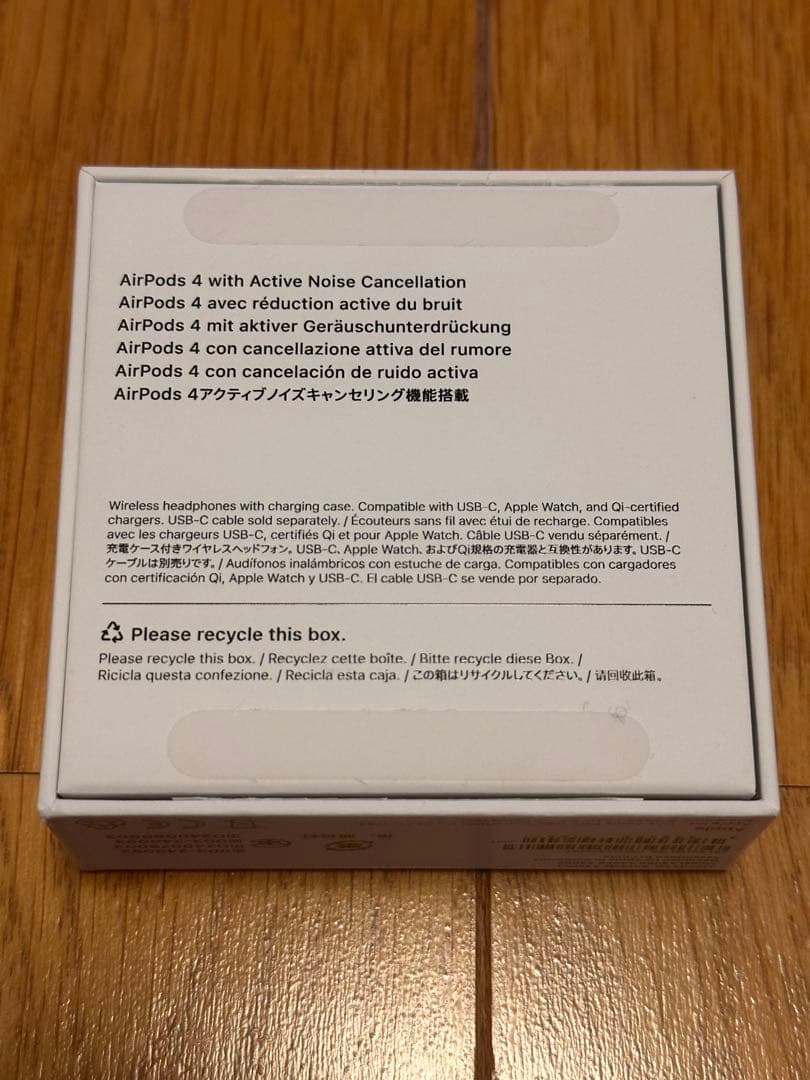 AirPods 4 with Active Noise Cancellation
AirPods 4 avec réduction active du bruit
AirPods 4 mit aktiver Geräuschunterdrückung
AirPods 4 con cancellazione attiva del rumore
AirPods 4 con cancelación de ruido activa
AirPods 4アクティブノイズキャンセリング機能搭載
Wireless headphones with charging case. Compatible with USB-C, Apple Watch, and Qi-certified
chargers. USB-C cable sold separately. / Écouteurs sans fil avec étui de recharge. Compatibles
avec les chargeurs USB-C, certifiés Qi et pour Apple Watch. Câble USB-C vendu séparément. /
充電ケース付きワイヤレスヘッドフォン。USB-C、Apple Watch、およびQi規格の充電器と互換性があります。USB-C
ケーブルは別売りです。/ Audífonos inalámbricos con estuche de carga. Compatibles con cargadores
con certificación Qi, Apple Watch y USB-C. El cable USB-C se vende por separado.
Please recycle this box.
Please recycle this box. / Recyclez cette boîte. / Bitte recycle diese Box. /
Ricicla questa confezione. / Recicla esta caja. / この箱はリサイクルしてください。/ 请回收此箱。
Apple